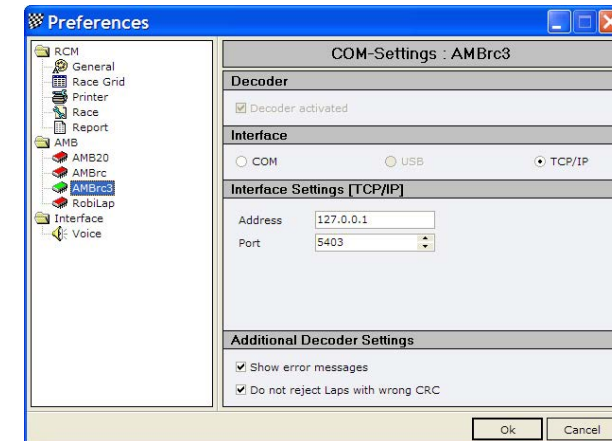 Preferences
RCM
General
Race Grid
Printer
Race
Report
AMB
AMB20
AMBrc
AMBrc3
RobiLap
Interface
Voice
COM-Settings : AMBrc3
Decoder
Decoder activated
Interface
COM USB TCP/IP
Interface Settings [TCP/IP]
Address 127.0.0.1
Port 5403
Additional Decoder Settings
Show error messages
Do not reject Laps with wrong CRC
Ok Cancel